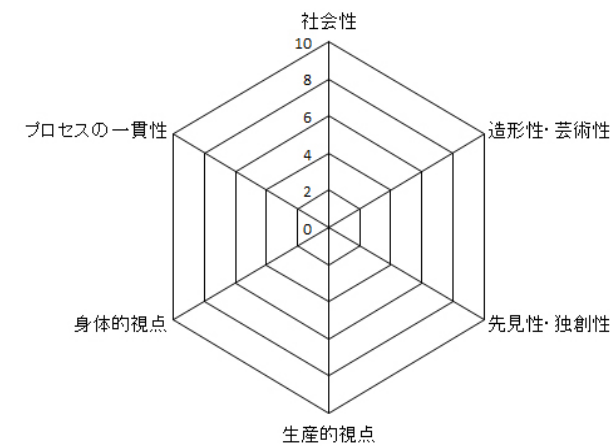 社会性
10
8
プロセスの一貫性
造形性・芸術性
6
4
2
0
身体的視点
先見性・独創性
生産的視点